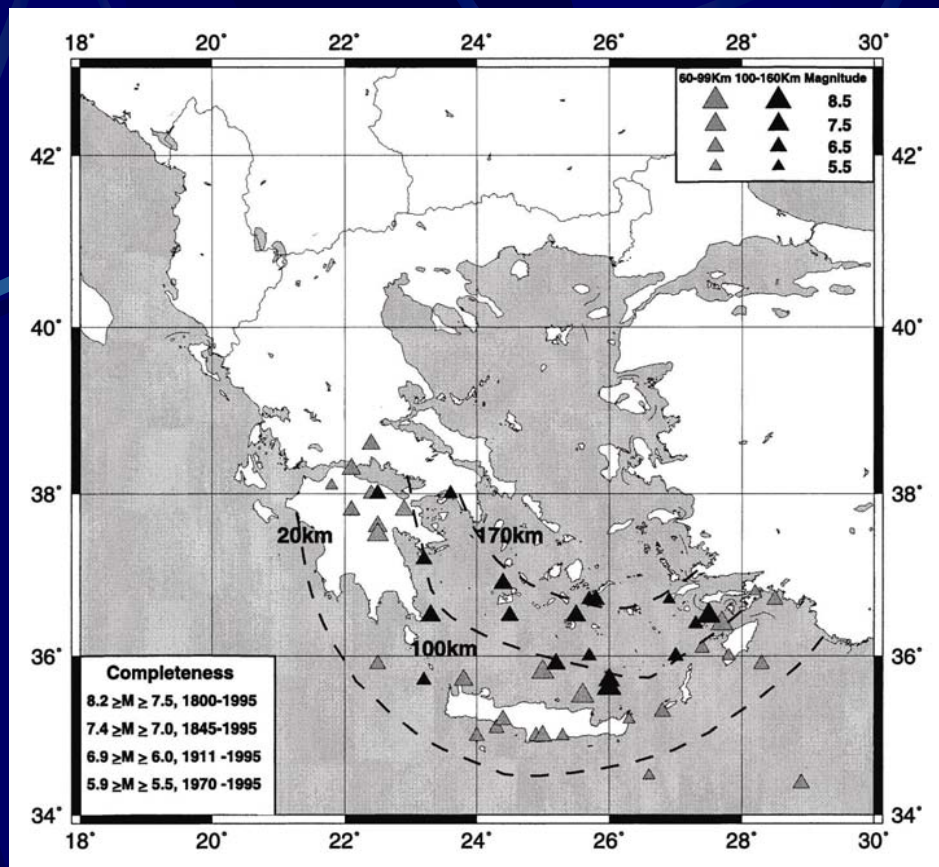 18° 20° 22° 24° 26° 28° 30°
60-99Km 100-160Km Magnitude
8.5
7.5
6.5
5.5
42° 42°
40° 40°
38° 38°
20km
170km
100km
36° 36°
Completeness
8.2 ≥M ≥ 7.5, 1800-1995
7.4 ≥M ≥ 7.0, 1845-1995
6.9 ≥M ≥ 6.0, 1911 -1995
5.9 ≥M ≥ 5.5, 1970 -1995
34° 34°
18° 20° 22° 24° 26° 28° 30°